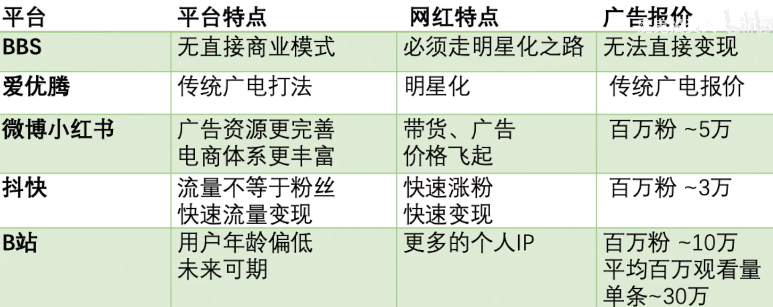 平台 平台特点 网红特点 广告报价
BBS 无直接商业模式 必须走明星化之路 无法直接变现
爱优腾 传统广电打法 明星化 传统广电报价
微博小红书 广告资源更完善 带货、广告 百万粉 ~5万
电商体系更丰富 价格飞起
抖快 流量不等于粉丝 快速涨粉 百万粉 ~3万
快速流量变现 快速变现
B站 用户年龄偏低 更多的个人IP 百万粉 ~10万
未来可期 平均百万观看量
单条~30万